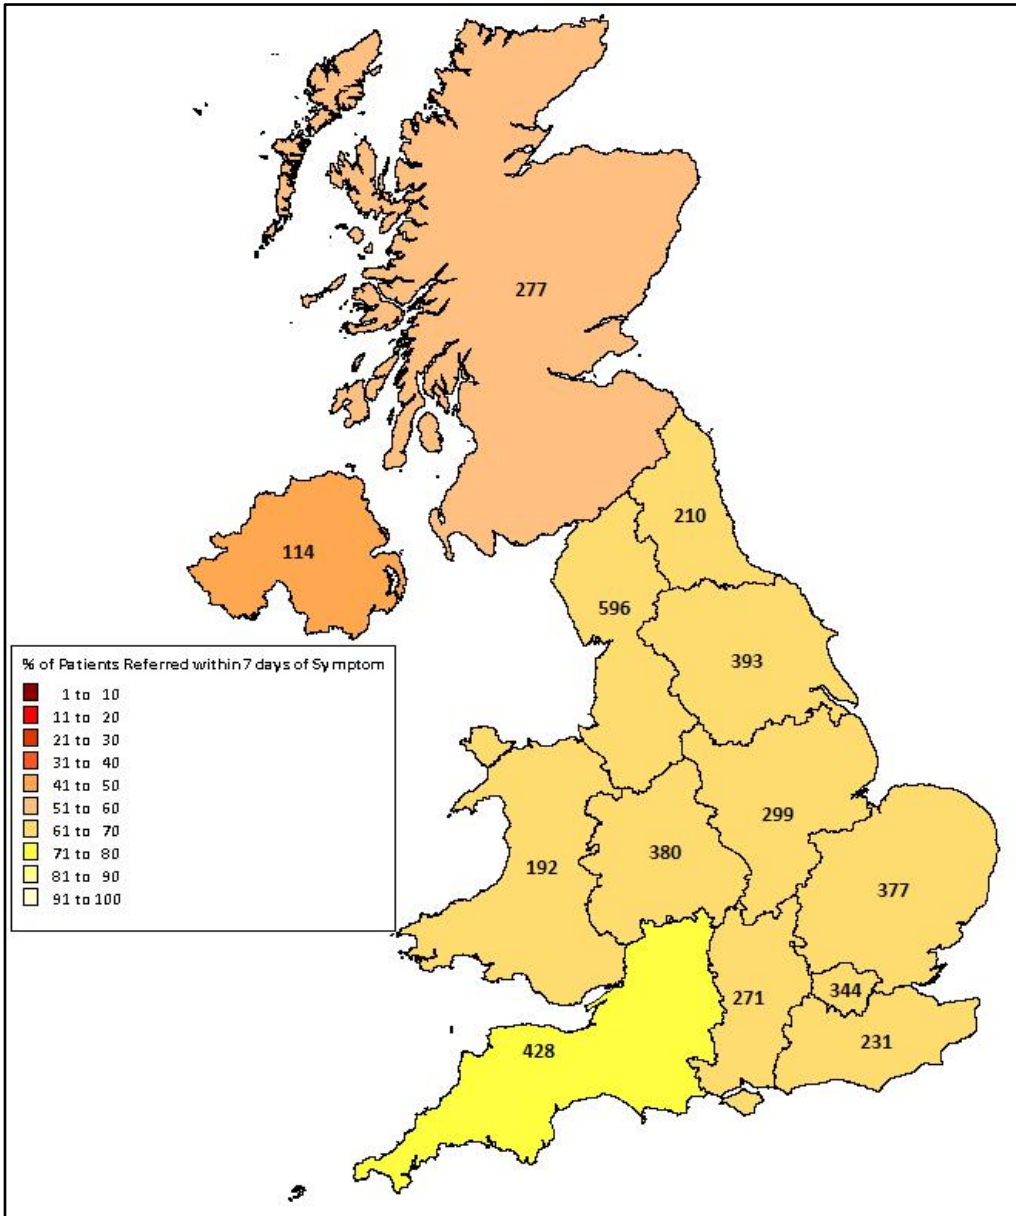 277
210
114
596
393
% of Patients Referred within 7 days of Symptom
1 to 10
11 to 20
21 to 30
31 to 40
41 to 50
51 to 60
61 to 70
71 to 80
81 to 90
91 to 100
299
380
192
377
344
271
231
428